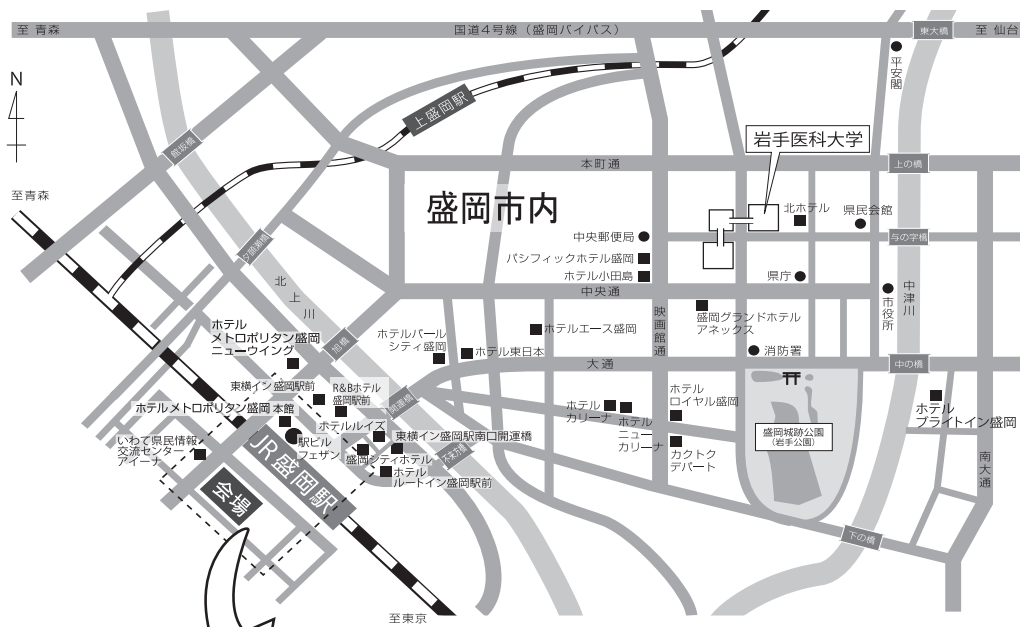 至 青森
国道4号線（盛岡バイパス）
東大橋
至 仙台
平安閣
N
上盛岡駅
館坂橋
岩手医科大学
本町通
上の橋
至青森
盛岡市内
北ホテル
県民会館
中央郵便局
与の字橋
夕顔瀬橋
パシフィックホテル盛岡
ホテル小田島
県庁
北上川
中央通
市役所
中津川
映画館通
盛岡グランドホテル
アネックス
ホテル
メトロポリタン盛岡
ニューウイング
旭橋
ホテルパール
シティ盛岡
ホテルエース盛岡
ホテル東日本
消防署
大通
中の橋
東横イン 盛岡駅前
R&Bホテル
盛岡駅前
開運橋
ホテルメトロポリタン盛岡 本館
ホテルルイズ
ホテル
カリーナ
ホテル
ニュー
カリーナ
ホテル
ロイヤル盛岡
ホテル
ブライトイン盛岡
いわて県民情報
交流センター
アイーナ
駅ビル
フェザン
東横イン盛岡駅南口開運橋
盛岡シティホテル
不来方橋
カクトク
デパート
盛岡城跡公園
（岩手公園）
ホテル
ルートイン盛岡駅前
南大通
JR盛岡駅
会場
下の橋
至東京